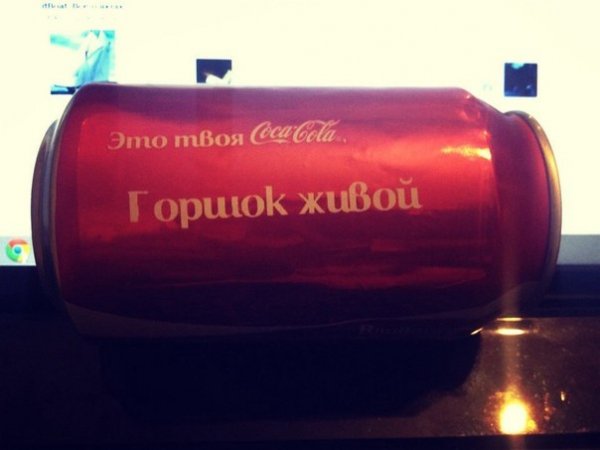 Это твоя Coca-Cola
Горшок живой